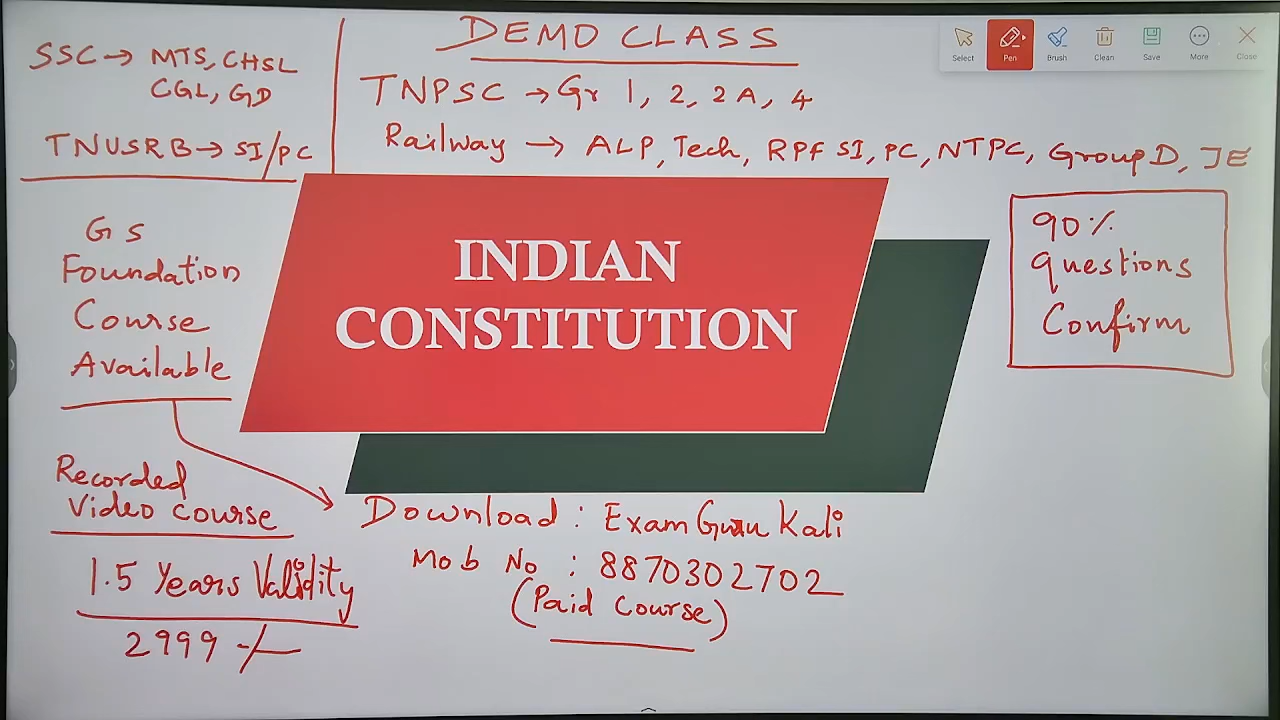 DEMO CLASS
SSC → MTS, CHSL
CGL, GD
TNUSRB → SI/PC
TNPSC → Gr 1, 2, 2A, 4
Railway → ALP, Tech, RPF SI, PC, NTPC, Group D, JE
Select
Pen
Brush
Clean
Save
More
Close
GS
Foundation
Course
Available
INDIAN
CONSTITUTION
90%
Questions
Confirm
Recorded
Video course
1.5 Years Validity
2999 -/-
Download : Exam Guru Kali
Mob No : 8870302702
(Paid Course)